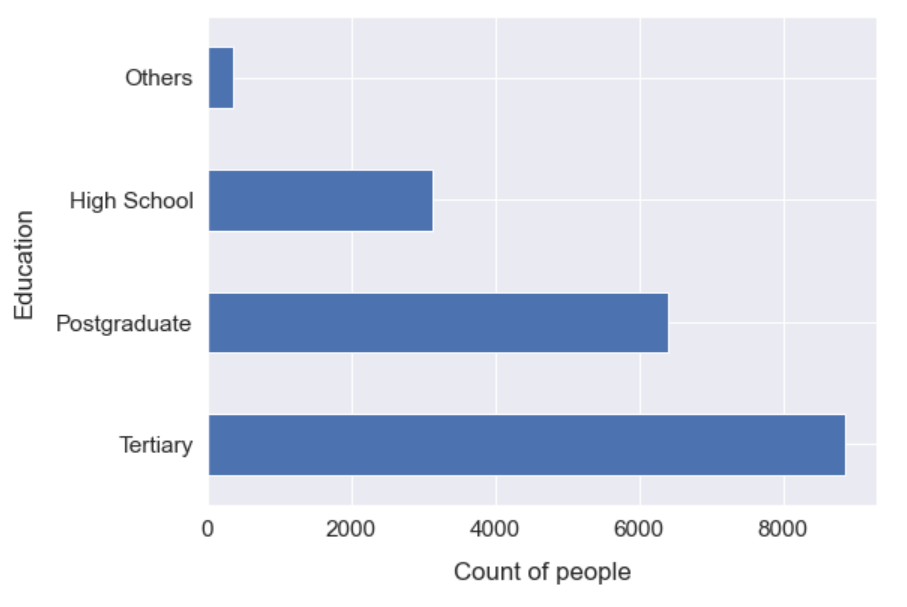 Others
High School
Postgraduate
Tertiary
Education
0 2000 4000 6000 8000
Count of people